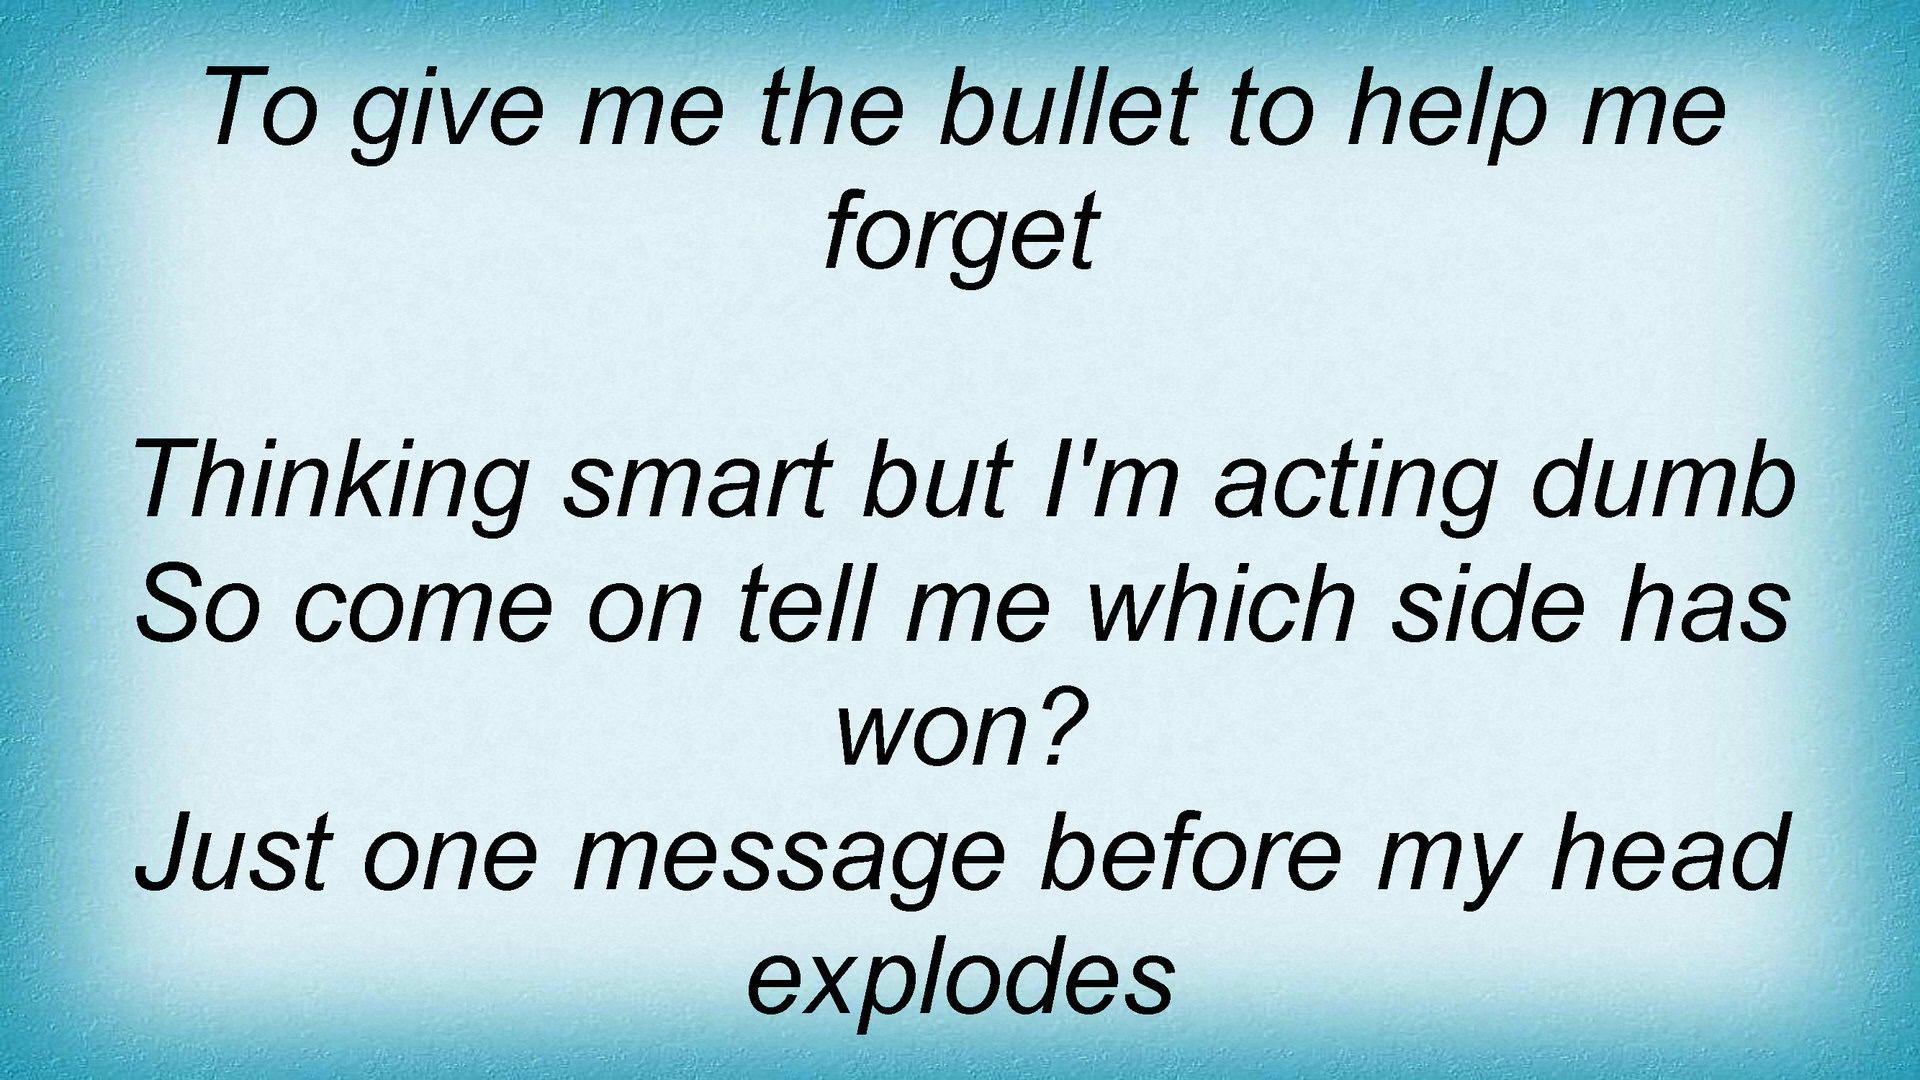 To give me the bullet to help me
forget

Thinking smart but I'm acting dumb
So come on tell me which side has
won?
Just one message before my head
explodes